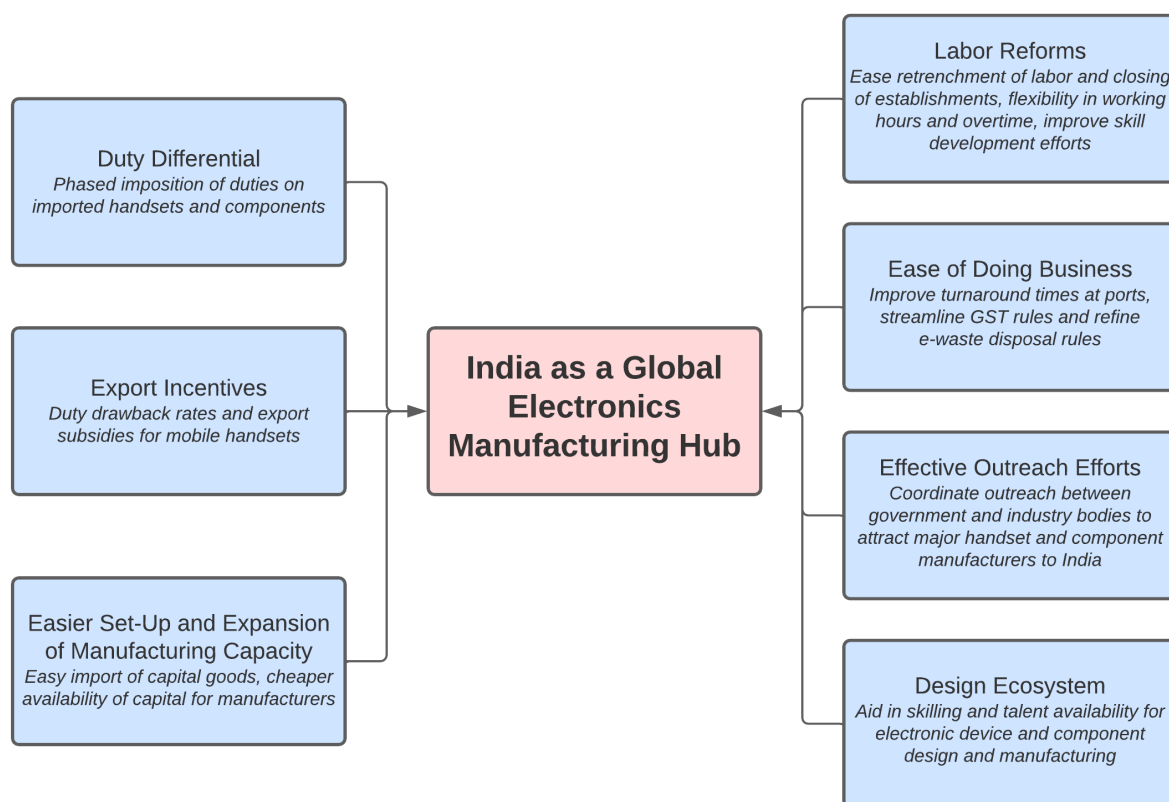 Duty Differential
Phased imposition of duties on
imported handsets and components
Export Incentives
Duty drawback rates and export
subsidies for mobile handsets
Easier Set-Up and Expansion
of Manufacturing Capacity
Easy import of capital goods, cheaper
availability of capital for manufacturers
India as a Global
Electronics
Manufacturing Hub
Labor Reforms
Ease retrenchment of labor and closing
of establishments, flexibility in working
hours and overtime, improve skill
development efforts
Ease of Doing Business
Improve turnaround times at ports,
streamline GST rules and refine
e-waste disposal rules
Effective Outreach Efforts
Coordinate outreach between
government and industry bodies to
attract major handset and component
manufacturers to India
Design Ecosystem
Aid in skilling and talent availability for
electronic device and component
design and manufacturing